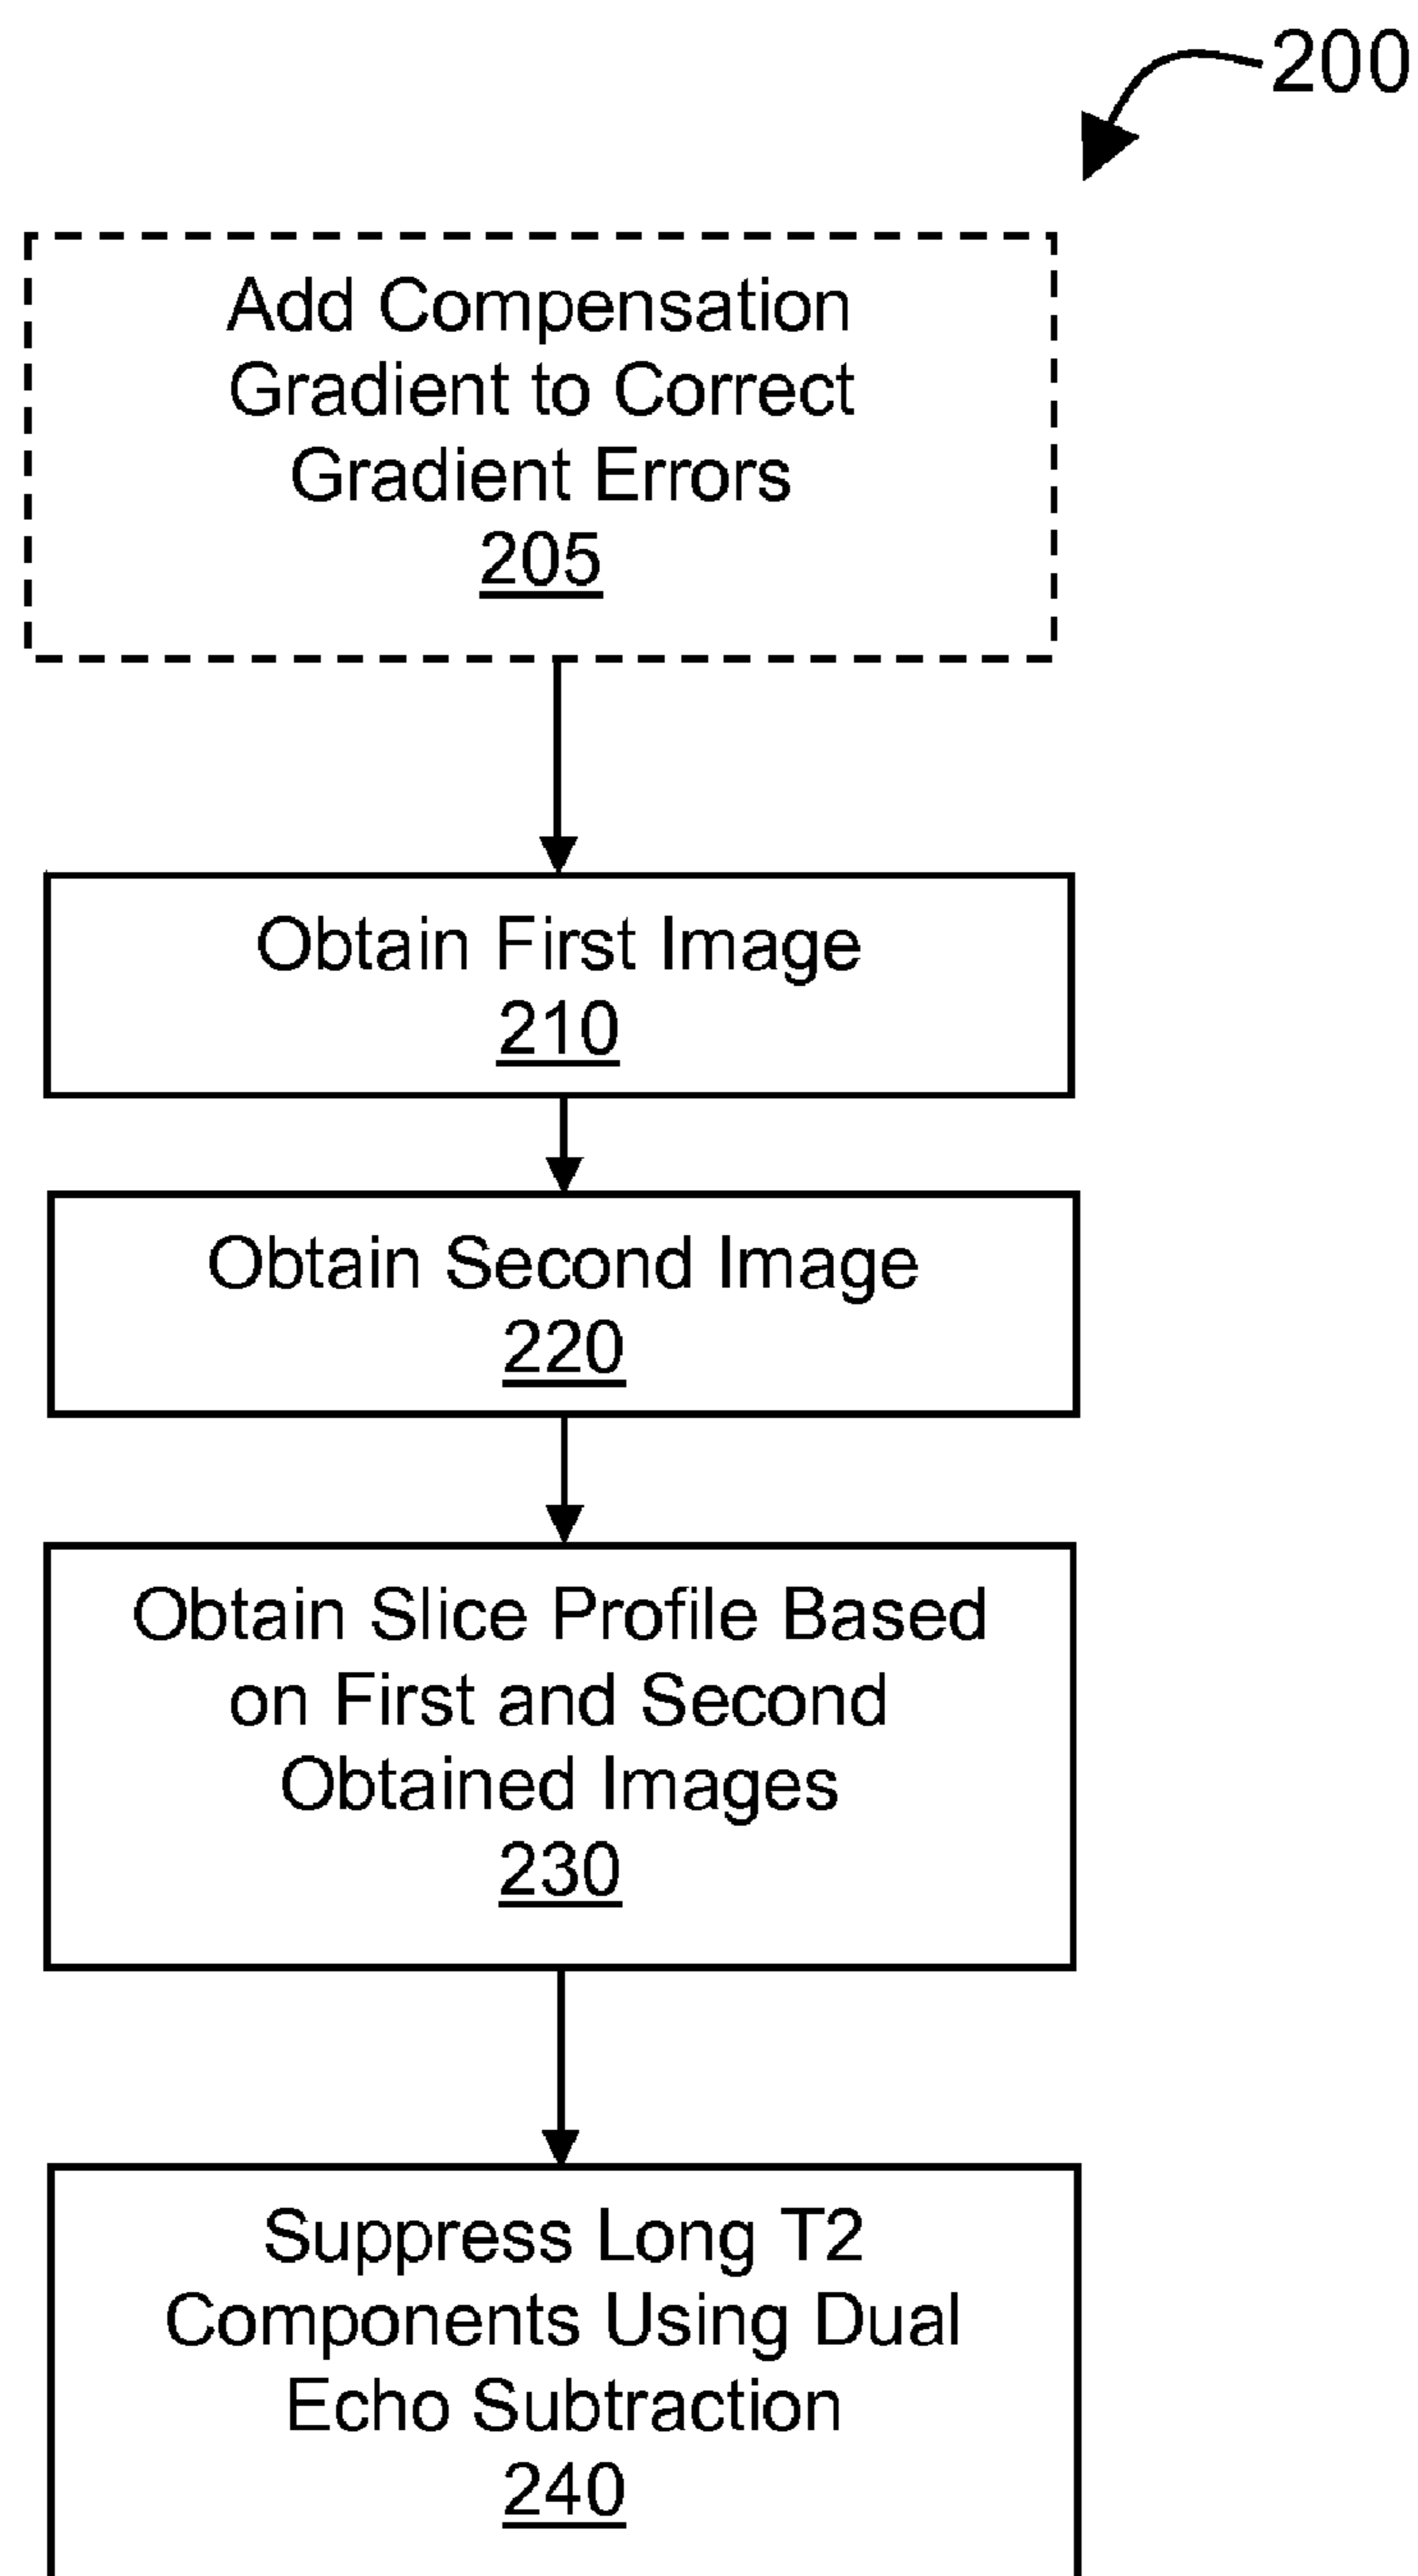 200
Add Compensation
Gradient to Correct
Gradient Errors
205
Obtain First Image
210
Obtain Second Image
220
Obtain Slice Profile Based
on First and Second
Obtained Images
230
Suppress Long T2
Components Using Dual
Echo Subtraction
240